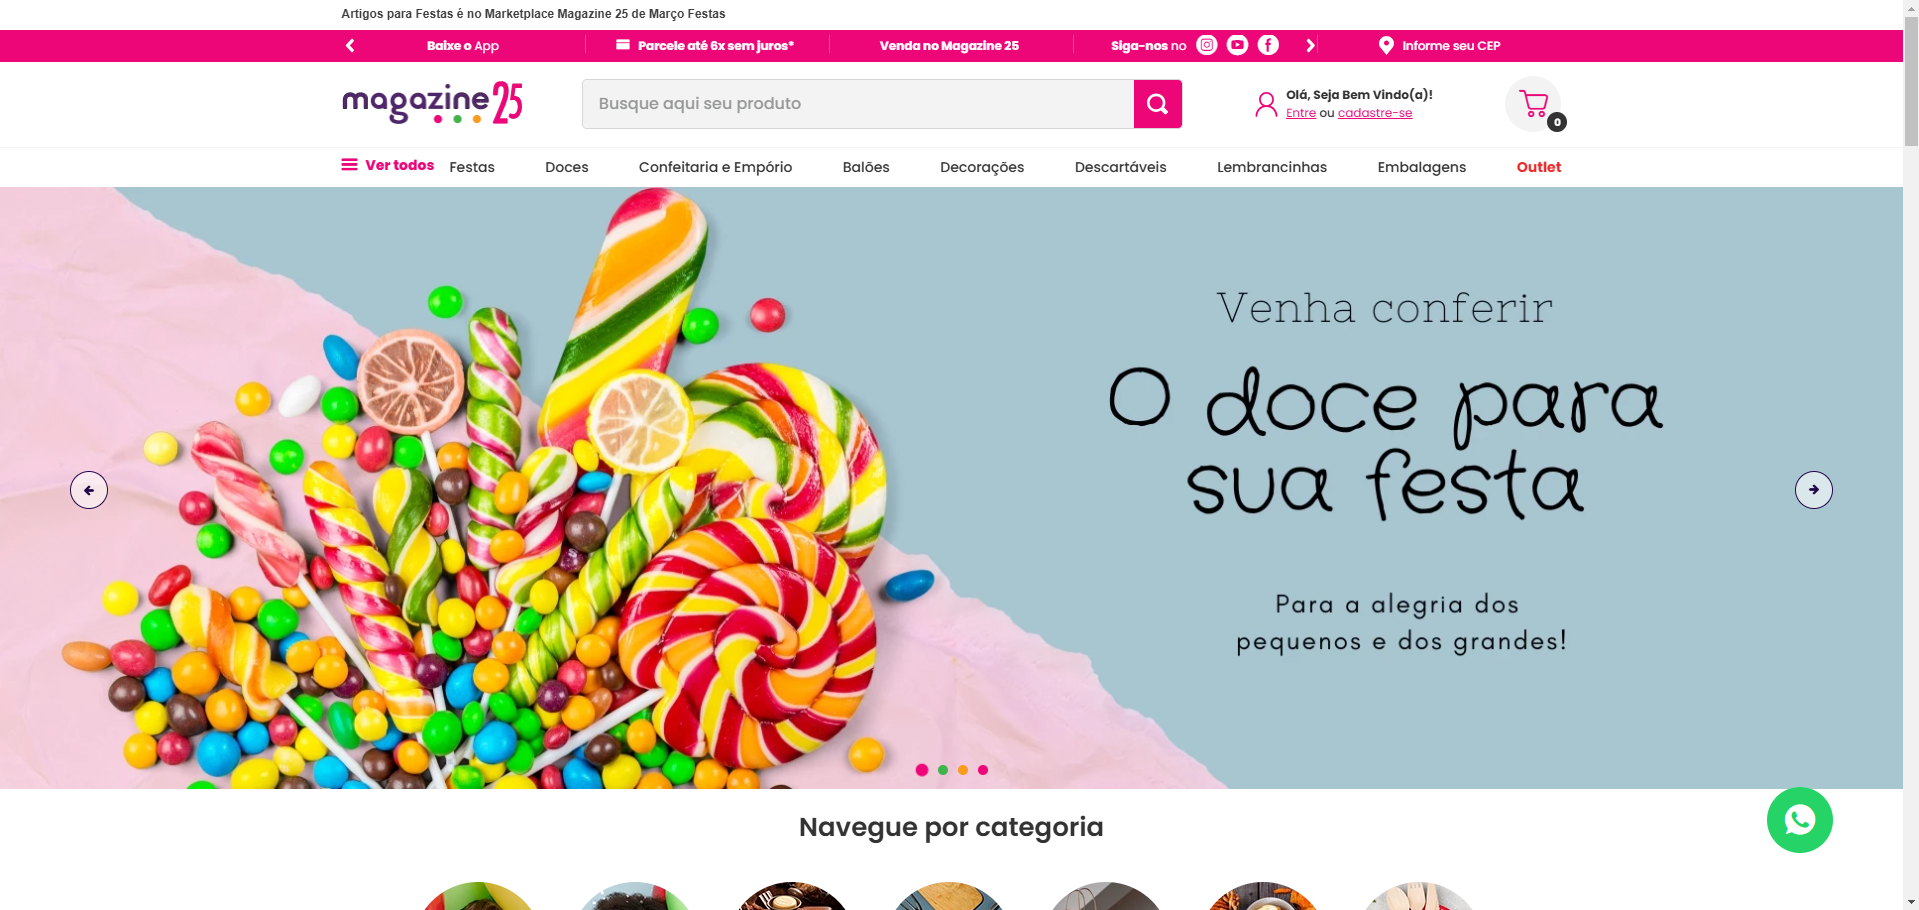 Artigos para Festas é no Marketplace Magazine 25 de Março Festas
Baixe o App
Parcele até 6x sem juros*
Venda no Magazine 25
Siga-nos no
Informe seu CEP
magazine 25
Busque aqui seu produto
Olá, Seja Bem Vindo(a)!
Entre ou cadastre-se
0
Ver todos
Festas
Doces
Confeitaria e Empório
Balões
Decorações
Descartáveis
Lembrancinhas
Embalagens
Outlet
Venha conferir
O doce para
sua festa
Para a alegria dos
pequenos e dos grandes!
Navegue por categoria